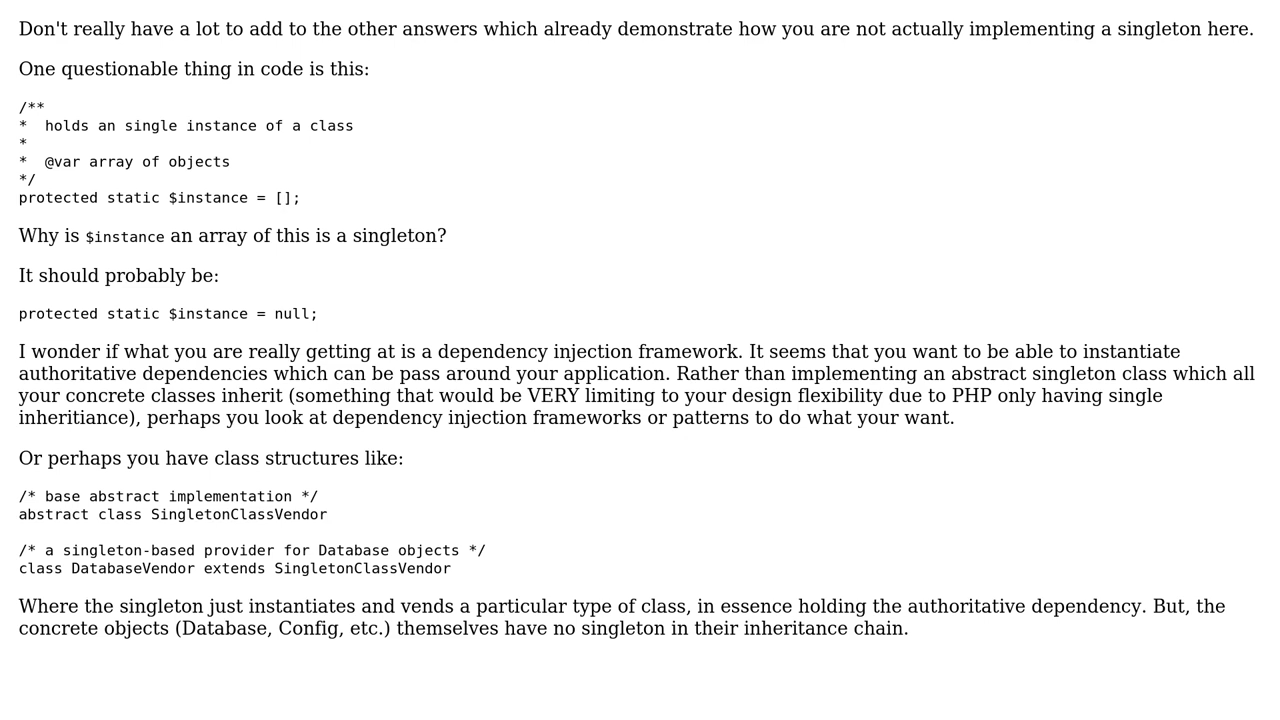 Don't really have a lot to add to the other answers which already demonstrate how you are not actually implementing a singleton here.
One questionable thing in code is this:
/**
*  holds an single instance of a class
*
*  @var array of objects
*/
protected static $instance = [];
Why is $instance an array of this is a singleton?
It should probably be:
protected static $instance = null;
I wonder if what you are really getting at is a dependency injection framework. It seems that you want to be able to instantiate
authoritative dependencies which can be pass around your application. Rather than implementing an abstract singleton class which all
your concrete classes inherit (something that would be VERY limiting to your design flexibility due to PHP only having single
inheritiance), perhaps you look at dependency injection frameworks or patterns to do what your want.
Or perhaps you have class structures like:
/* base abstract implementation */
abstract class SingletonClassVendor
/* a singleton-based provider for Database objects */
class DatabaseVendor extends SingletonClassVendor
Where the singleton just instantiates and vends a particular type of class, in essence holding the authoritative dependency. But, the
concrete objects (Database, Config, etc.) themselves have no singleton in their inheritance chain.